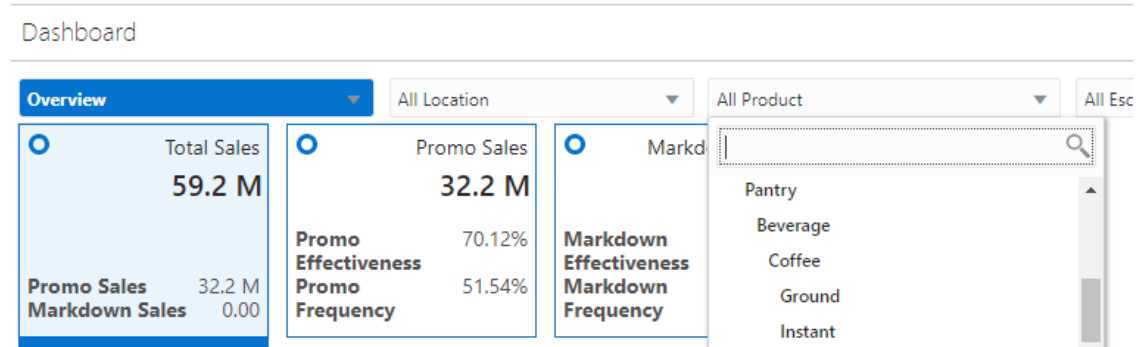 Dashboard
Overview
All Location
All Product
All Esc
Total Sales
59.2 M
Promo Sales 32.2 M
Markdown Sales 0.00
Promo Sales
32.2 M
Promo Effectiveness 70.12%
Promo Frequency 51.54%
Markd
Markdown
Effectiveness
Markdown
Frequency
Pantry
Beverage
Coffee
Ground
Instant